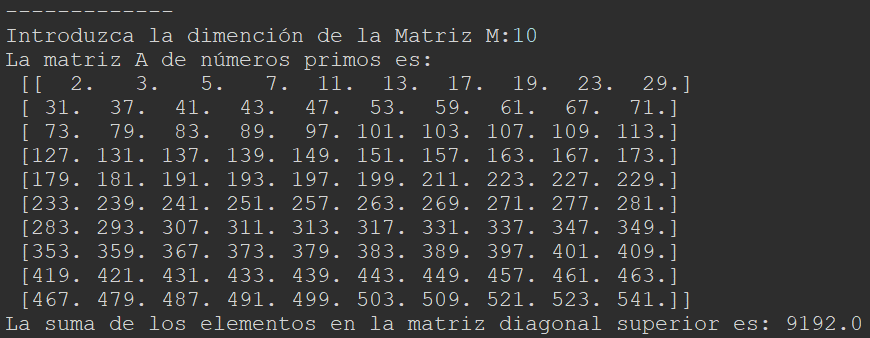 -------------
Introduzca la dimención de la Matriz M:10
La matriz A de números primos es:
[[  2.   3.   5.   7.  11.  13.  17.  19.  23.  29.]
[ 31.  37.  41.  43.  47.  53.  59.  61.  67.  71.]
[ 73.  79.  83.  89.  97. 101. 103. 107. 109. 113.]
[127. 131. 137. 139. 149. 151. 157. 163. 167. 173.]
[179. 181. 191. 193. 197. 199. 211. 223. 227. 229.]
[233. 239. 241. 251. 257. 263. 269. 271. 277. 281.]
[283. 293. 307. 311. 313. 317. 331. 337. 347. 349.]
[353. 359. 367. 373. 379. 383. 389. 397. 401. 409.]
[419. 421. 431. 433. 439. 443. 449. 457. 461. 463.]
[467. 479. 487. 491. 499. 503. 509. 521. 523. 541.]]
La suma de los elementos en la matriz diagonal superior es: 9192.0